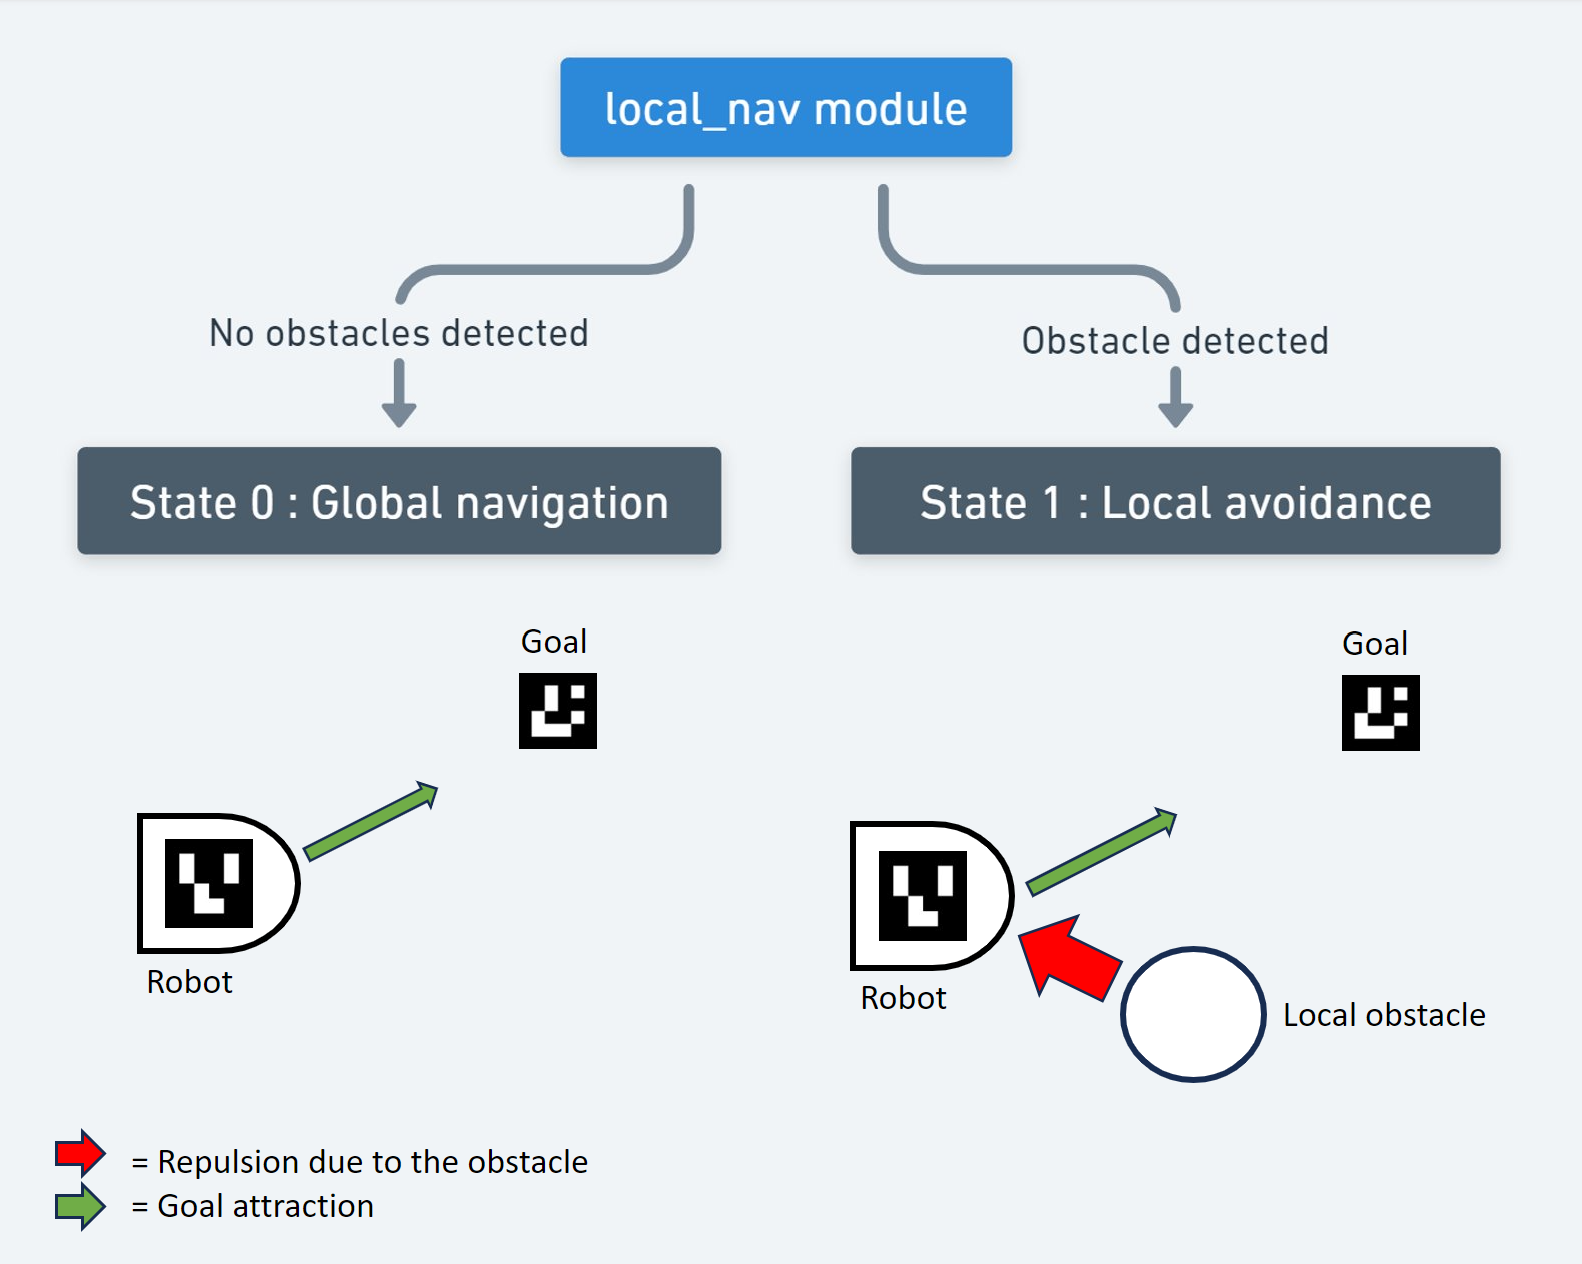 local_nav module
No obstacles detected
Obstacle detected
State 0 : Global navigation
State 1 : Local avoidance
Goal
Goal
Robot
Robot
Local obstacle
= Repulsion due to the obstacle
= Goal attraction